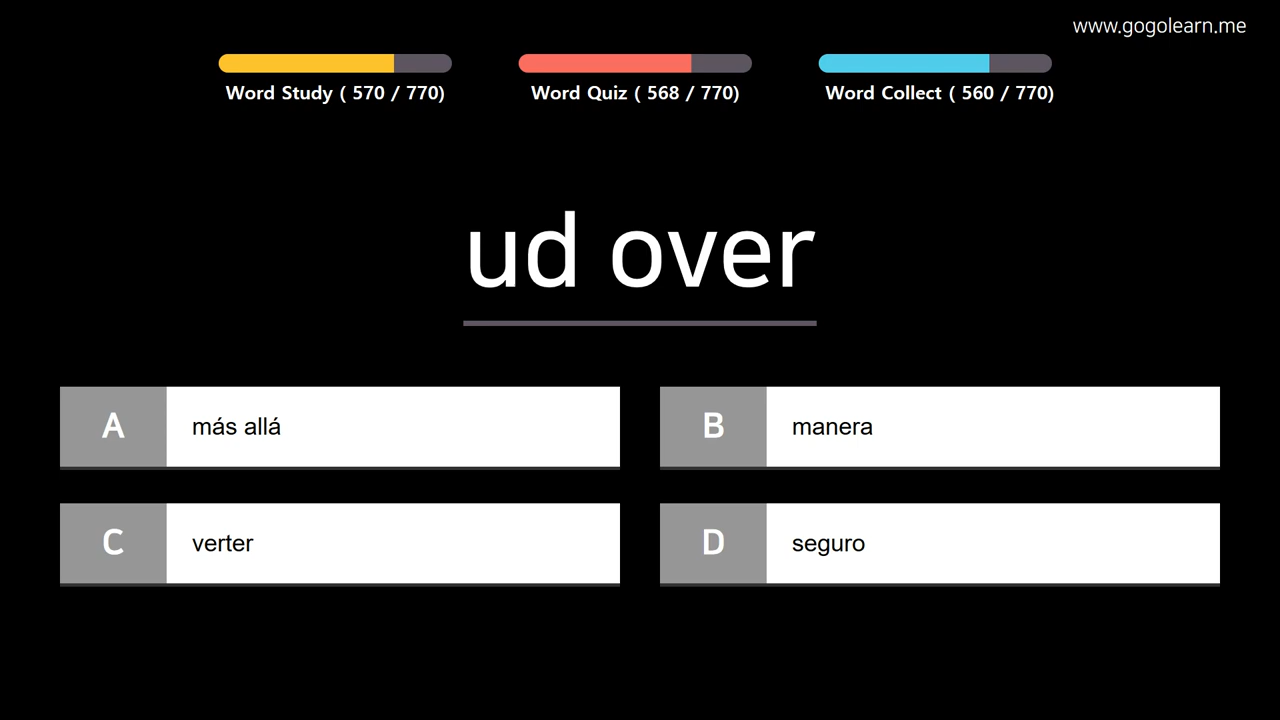 www.gogolearn.me
Word Study ( 570 / 770)
Word Quiz ( 568 / 770)
Word Collect ( 560 / 770)
ud over
A
más allá
B
manera
C
verter
D
seguro